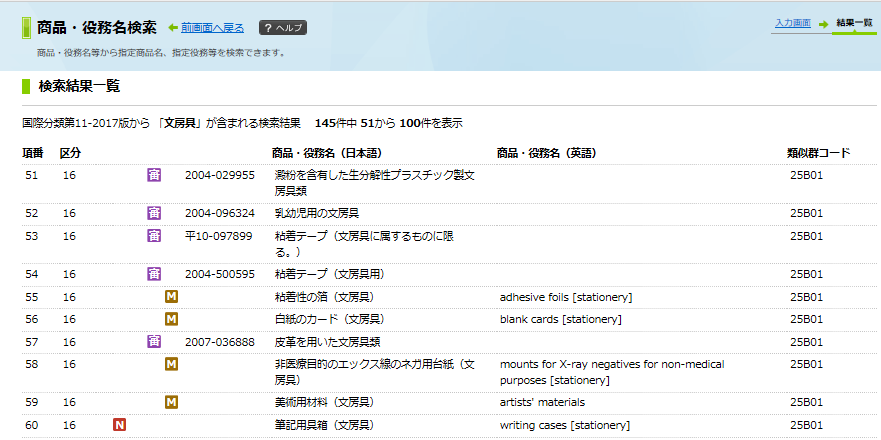 商品・役務名検索 前画面へ戻る ? ヘルプ 入力画面 結果一覧
商品・役務名等から指定商品名、指定役務等を検索できます。
検索結果一覧
国際分類第11-2017版から 「文房具」が含まれる検索結果 145件中 51から 100件を表示
項番 区分 商品・役務名（日本語） 商品・役務名（英語） 類似群コード
51 16 審 2004-029955 澱粉を含有した生分解性プラスチック製文 25B01
房具類
52 16 審 2004-096324 乳幼児用の文房具 25B01
53 16 審 平10-097899 粘着テープ（文房具に属するものに限 25B01
る。）
54 16 審 2004-500595 粘着テープ（文房具用） 25B01
55 16 M 粘着性の箔（文房具） adhesive foils [stationery] 25B01
56 16 M 白紙のカード（文房具） blank cards [stationery] 25B01
57 16 審 2007-036888 皮革を用いた文房具類 25B01
58 16 M 非医療目的のエックス線のネガ用台紙（文 mounts for X-ray negatives for non-medical 25B01
房具） purposes [stationery]
59 16 M 美術用材料（文房具） artists' materials 25B01
60 16 N 筆記用具箱（文房具） writing cases [stationery] 25B01